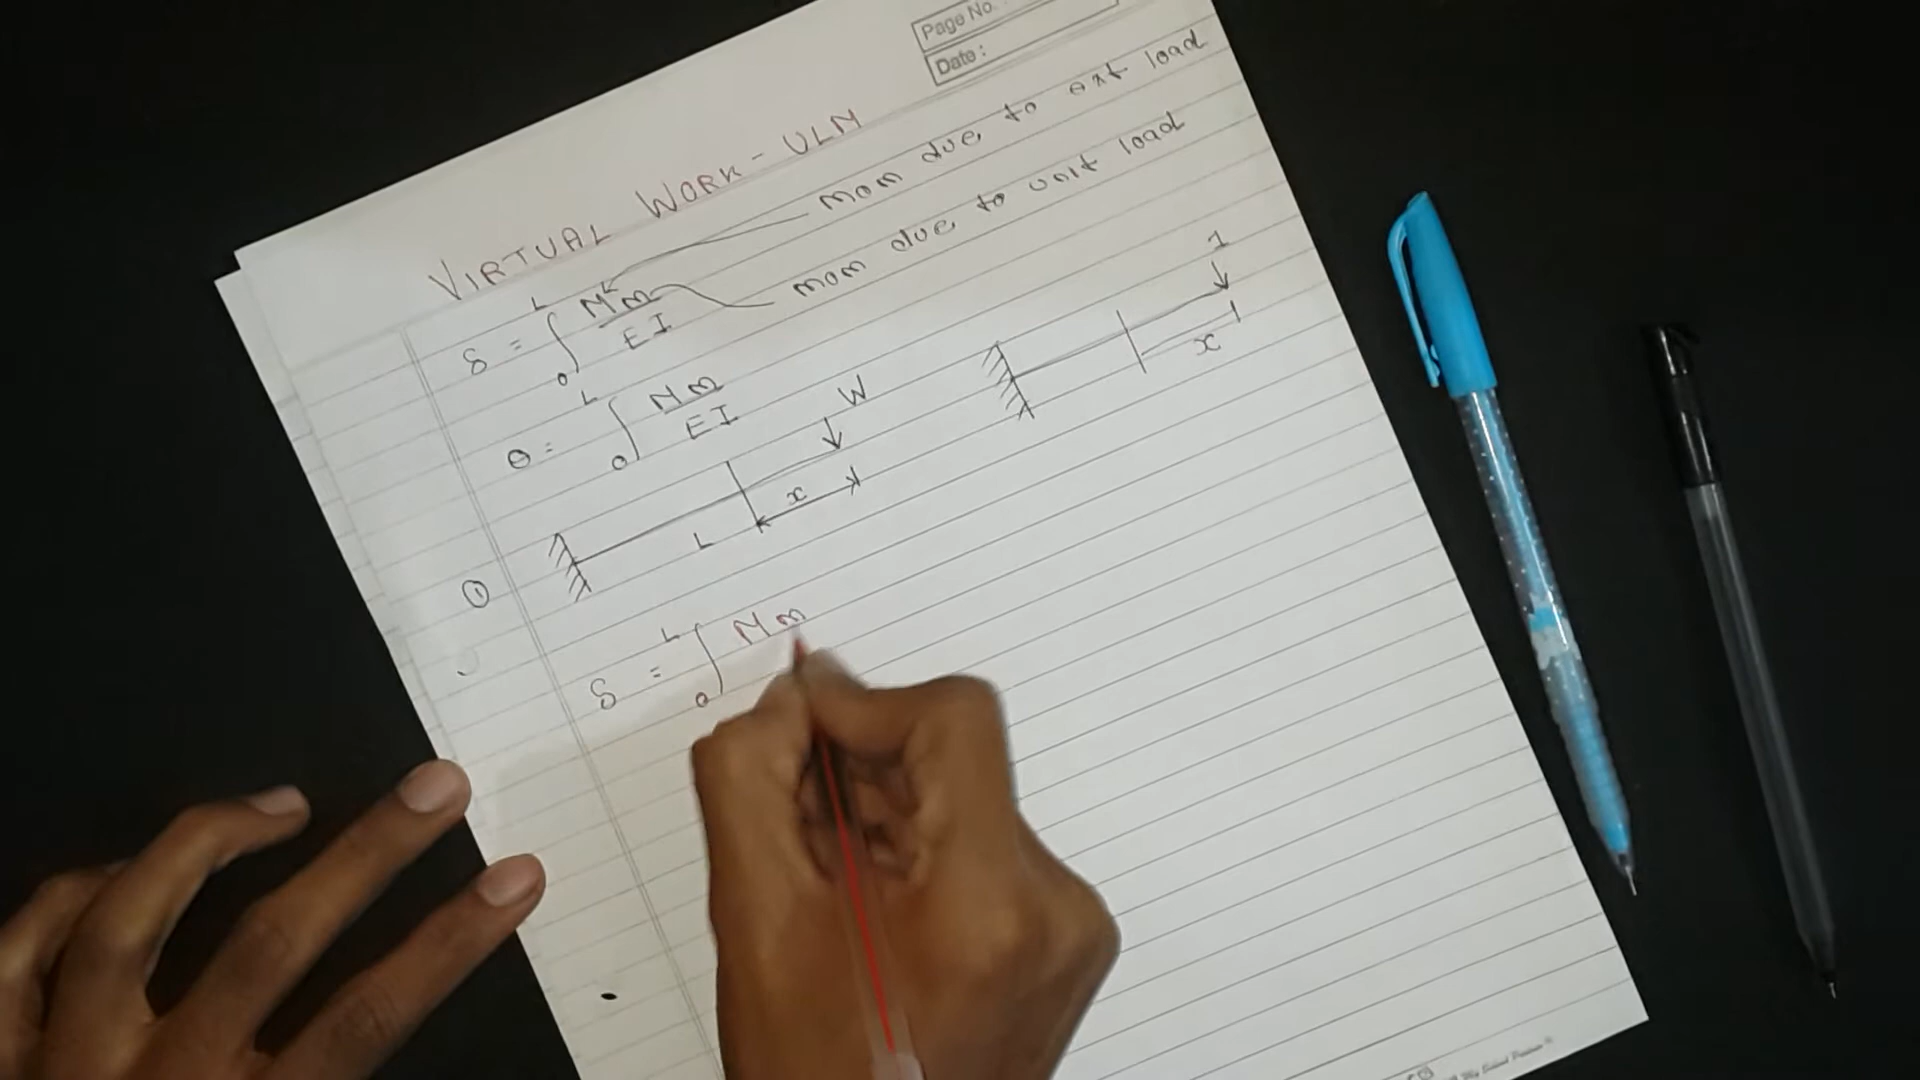 Page No. :
Date :
VIRTUAL WORK - ULM
mom due to ext load
δ = ∫₀ᴸ Mm/EI
mom due to unit load
θ = ∫₀ᴸ Mm/EI
W
1
x
x
L
①
δ = ∫₀ᴸ Mm